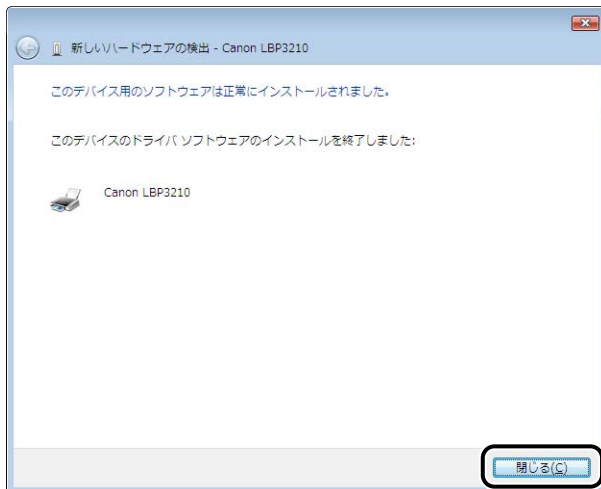 新しいハードウェアの検出 - Canon LBP3210
このデバイス用のソフトウェアは正常にインストールされました。
このデバイスのドライバ ソフトウェアのインストールを終了しました:
Canon LBP3210
閉じる(C)